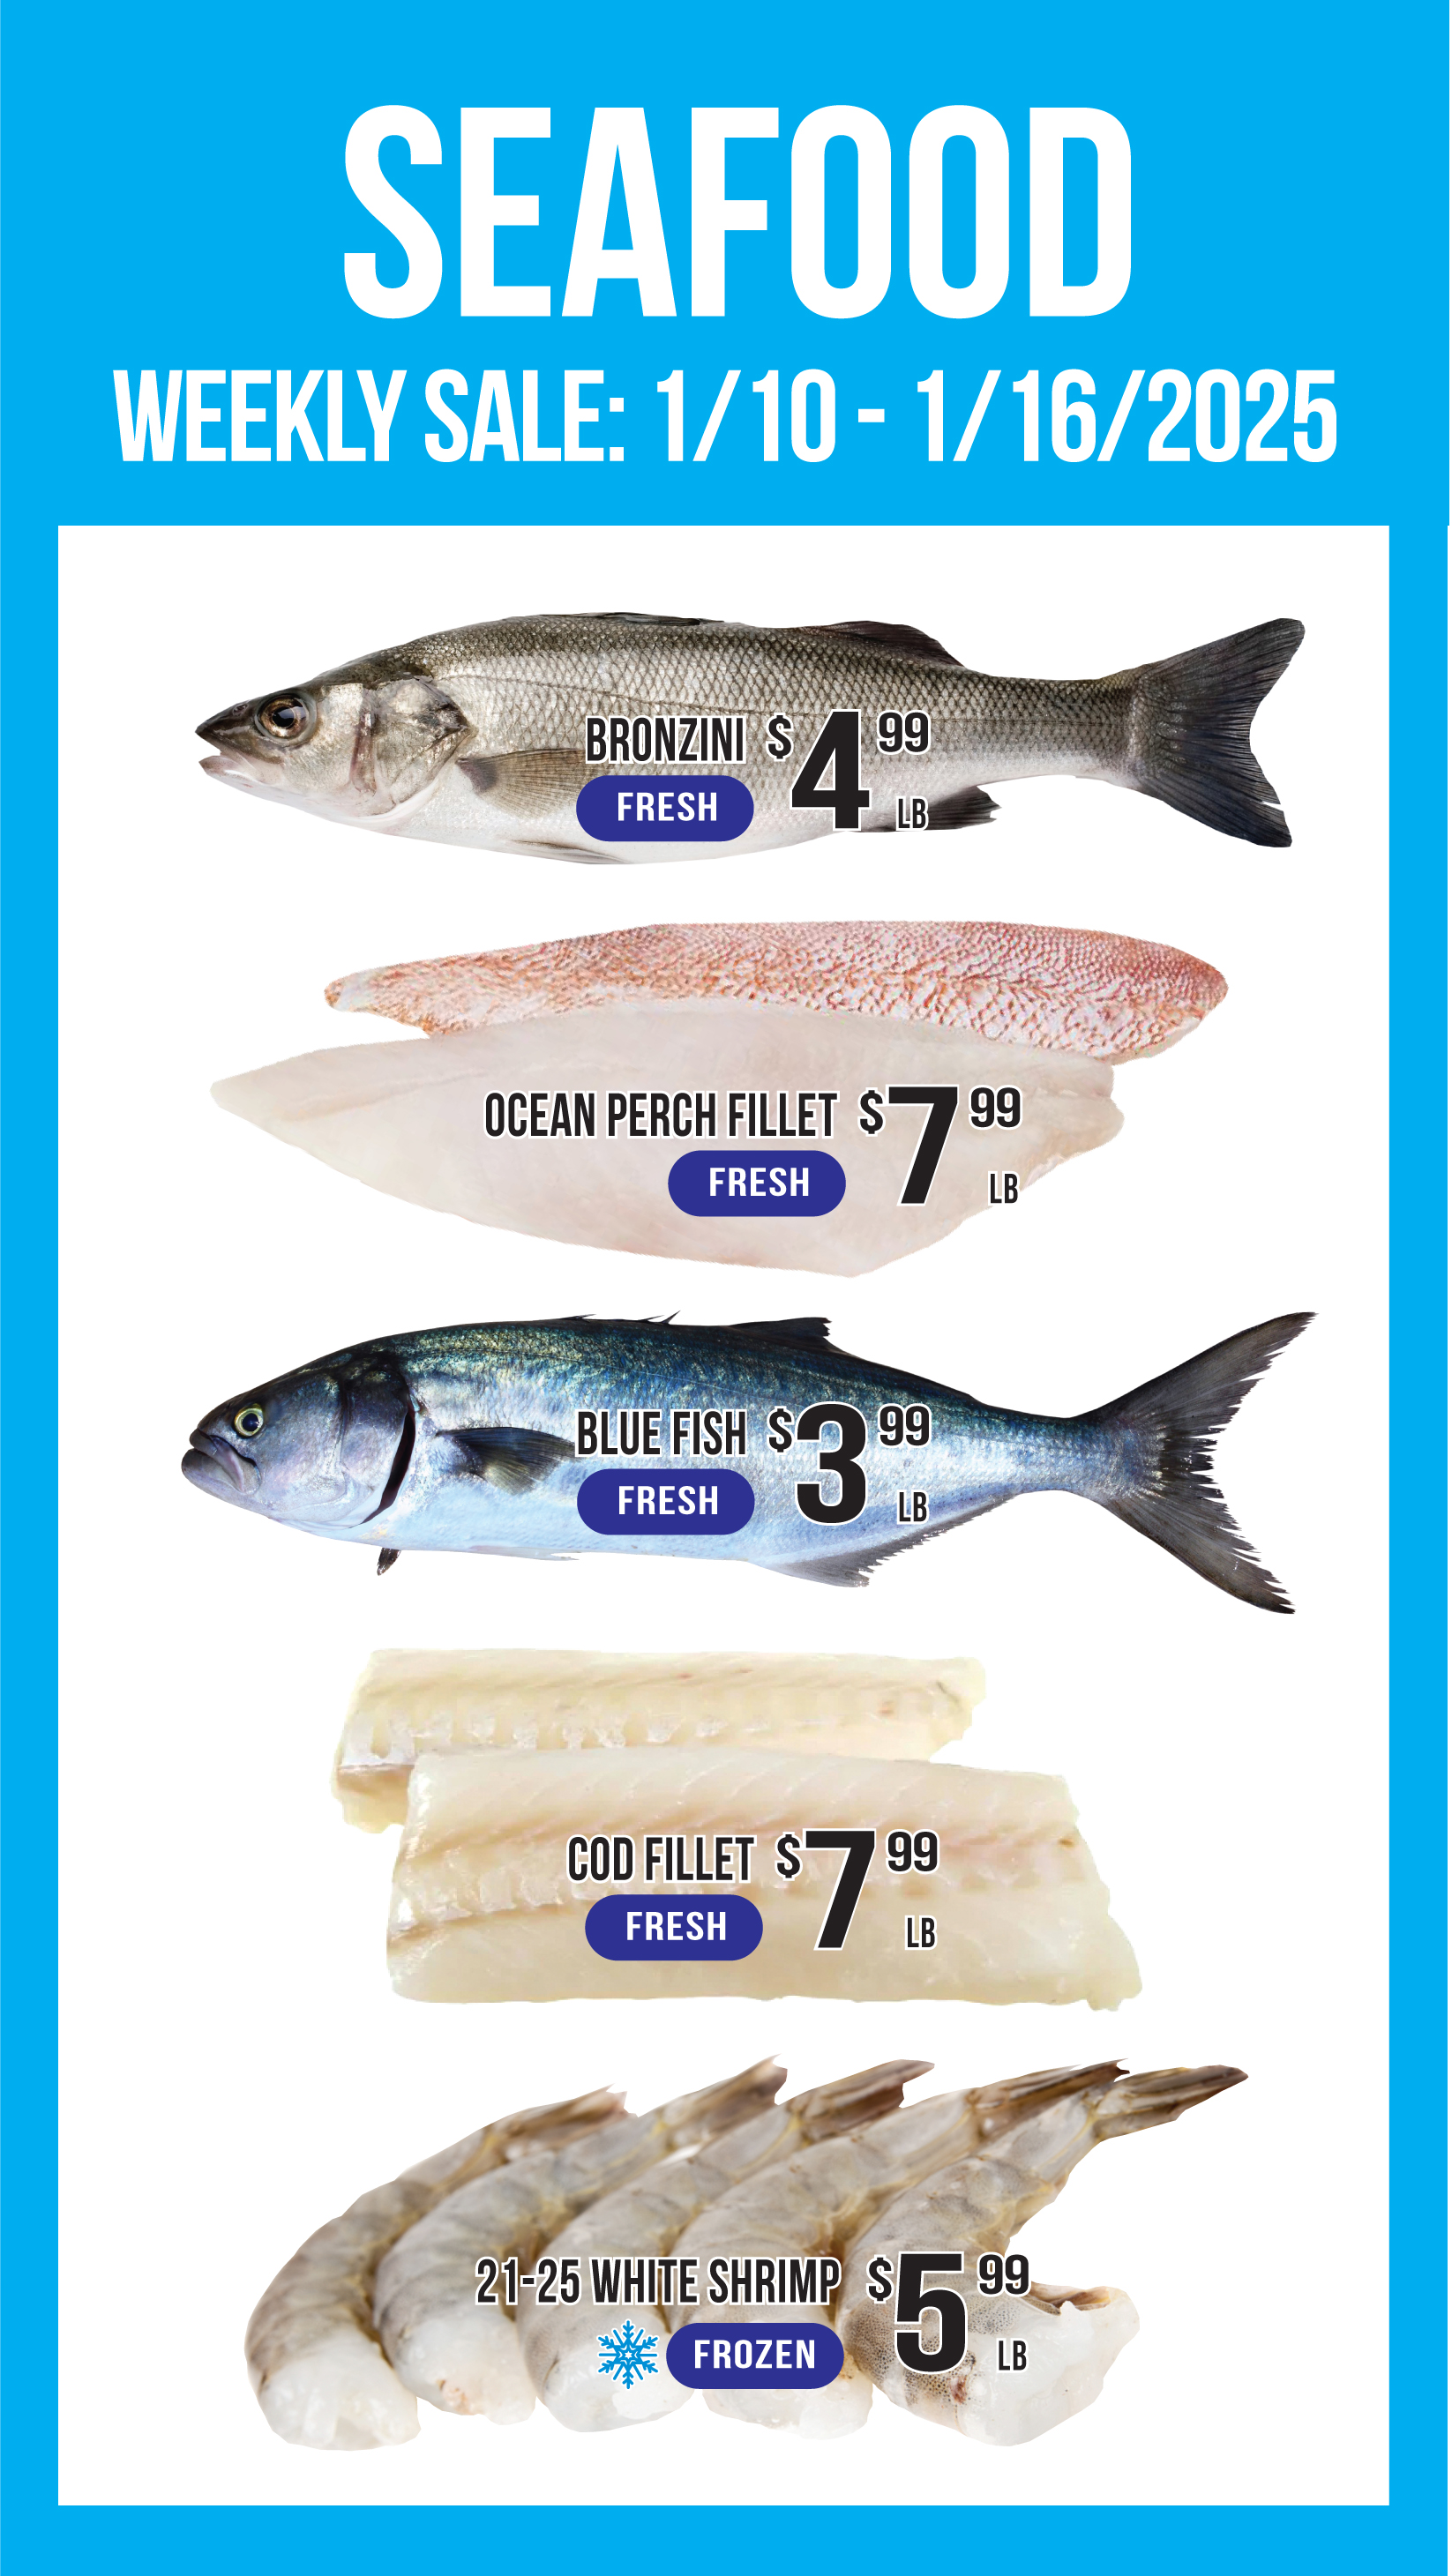 SEAFOOD
WEEKLY SALE: 1/10 - 1/16/2025
BRONZINI $4 99
FRESH LB
OCEAN PERCH FILLET $7 99
FRESH LB
BLUE FISH $3 99
FRESH LB
COD FILLET $7 99
FRESH LB
21-25 WHITE SHRIMP $5 99
FROZEN LB